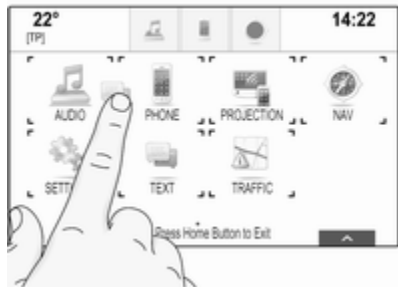 22° 14:22
[TP]
AUDIO PHONE PROJECTION NAV
TEXT TRAFFIC
Press Home Button to Exit